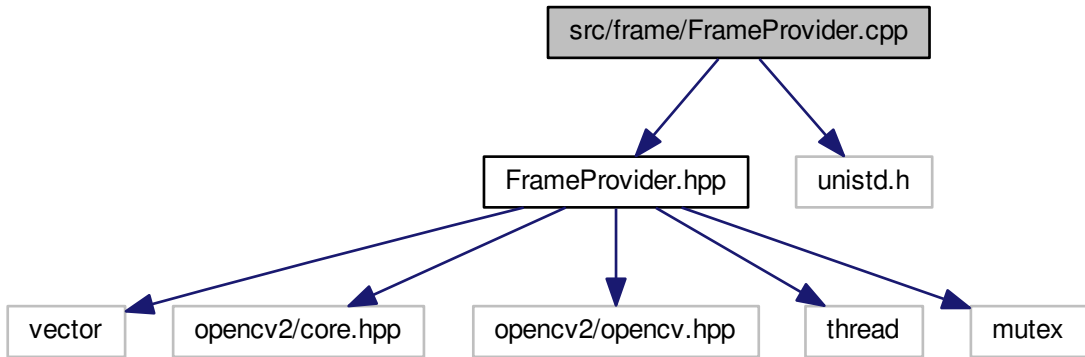 src/frame/FrameProvider.cpp
FrameProvider.hpp
unistd.h
vector
opencv2/core.hpp
opencv2/opencv.hpp
thread
mutex